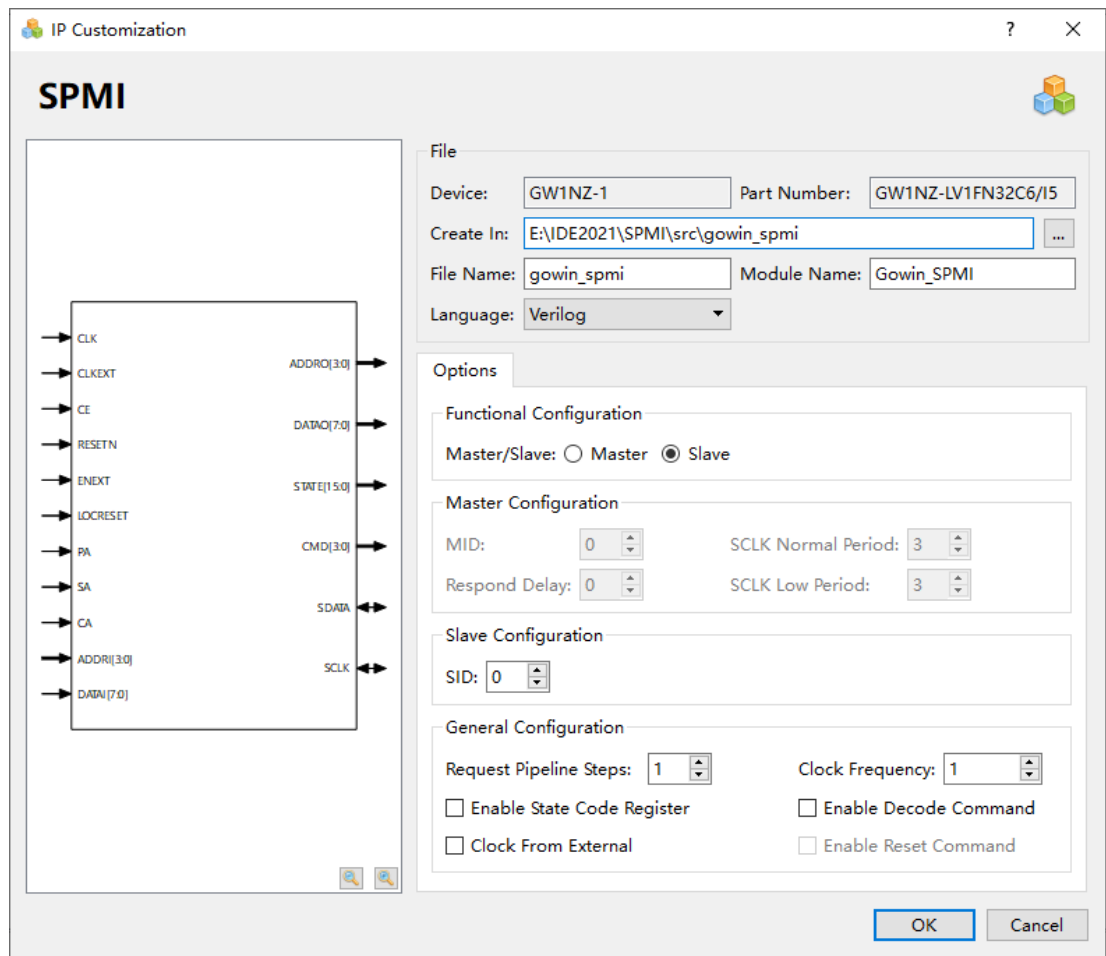 IP Customization ? ×
SPMI
CLK
CLKEXT
CE
RESETN
ENEXT
LOCRESET
PA
SA
CA
ADDRI[3:0]
DATAI[7:0]
ADDRO[3:0]
DATAO[7:0]
STATE[15:0]
CMD[3:0]
SDATA
SCLK
File
Device: GW1NZ-1 Part Number: GW1NZ-LV1FN32C6/I5
Create In: E:\IDE2021\SPMI\src\gowin_spmi ...
File Name: gowin_spmi Module Name: Gowin_SPMI
Language: Verilog
Options
Functional Configuration
Master/Slave: Master Slave
Master Configuration
MID: 0 SCLK Normal Period: 3
Respond Delay: 0 SCLK Low Period: 3
Slave Configuration
SID: 0
General Configuration
Request Pipeline Steps: 1 Clock Frequency: 1
Enable State Code Register Enable Decode Command
Clock From External Enable Reset Command
OK Cancel